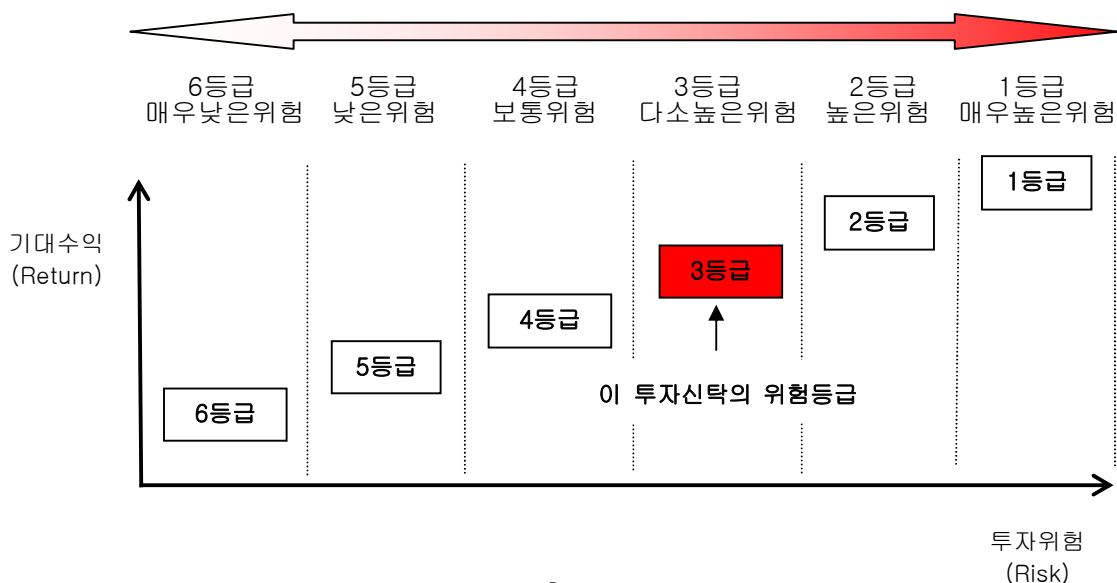 6등급 5등급 4등급 3등급 2등급 1등급
매우낮은위험 낮은위험 보통위험 다소높은위험 높은위험 매우높은위험
1등급
2등급
기대수익
(Return)
3등급
4등급
5등급
이 투자신탁의 위험등급
6등급
투자위험
(Risk)